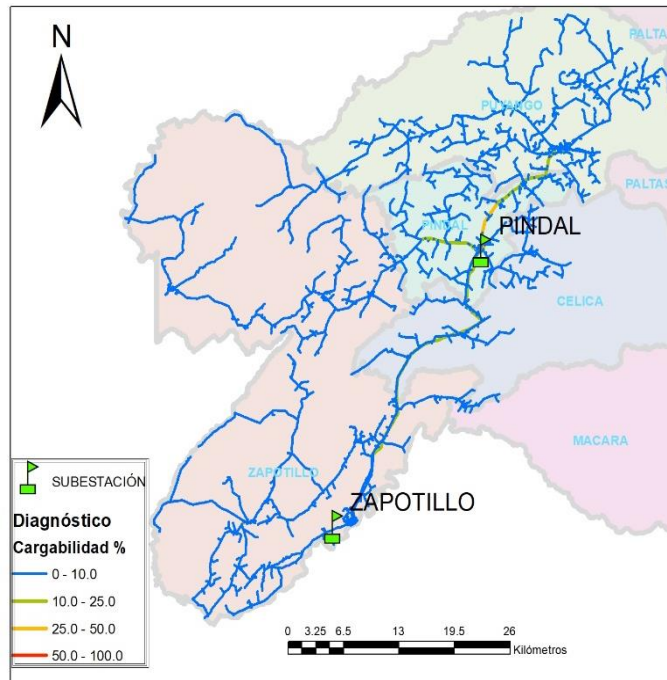 N
PALTAS
PUYANGO
PALTAS
PINDAL
PINDAL
CELICA
MACARA
ZAPOTILLO
ZAPOTILLO
SUBESTACIÓN
Diagnóstico
Cargabilidad %
0 - 10.0
10.0 - 25.0
25.0 - 50.0
50.0 - 100.0
0 3.25 6.5 13 19.5 26
Kilómetros